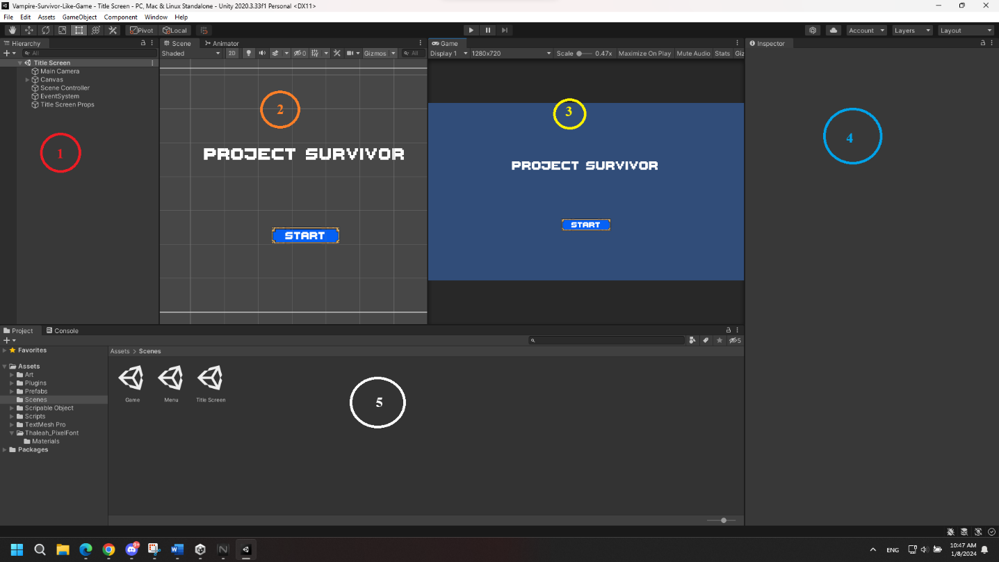 Vampire-Survivor-Like-Game - Title Screen - PC, Mac & Linux Standalone - Unity 2020.3.33f1 Personal <DX11>
File Edit Assets GameObject Component Window Help
Pivot Local Account Layers Layout
Hierarchy
All
Title Screen
Main Camera
Canvas
Scene Controller
EventSystem
Title Screen Props
1
Scene Animator
Shaded 2D 0 Gizmos All
2
PROJECT SURVIVOR
START
Game
Display 1 1280x720 Scale 0.47x Maximize On Play Mute Audio Stats Giz
3
PROJECT SURVIVOR
START
Inspector
4
Project Console
5
Favorites
Assets
Art
Plugins
Prefabs
Scenes
Scripable Object
Scripts
TextMesh Pro
Thaleah_PixelFont
Materials
Packages
Assets > Scenes
Game Menu Title Screen
5
9+
ENG
10:47 AM
1/8/2024